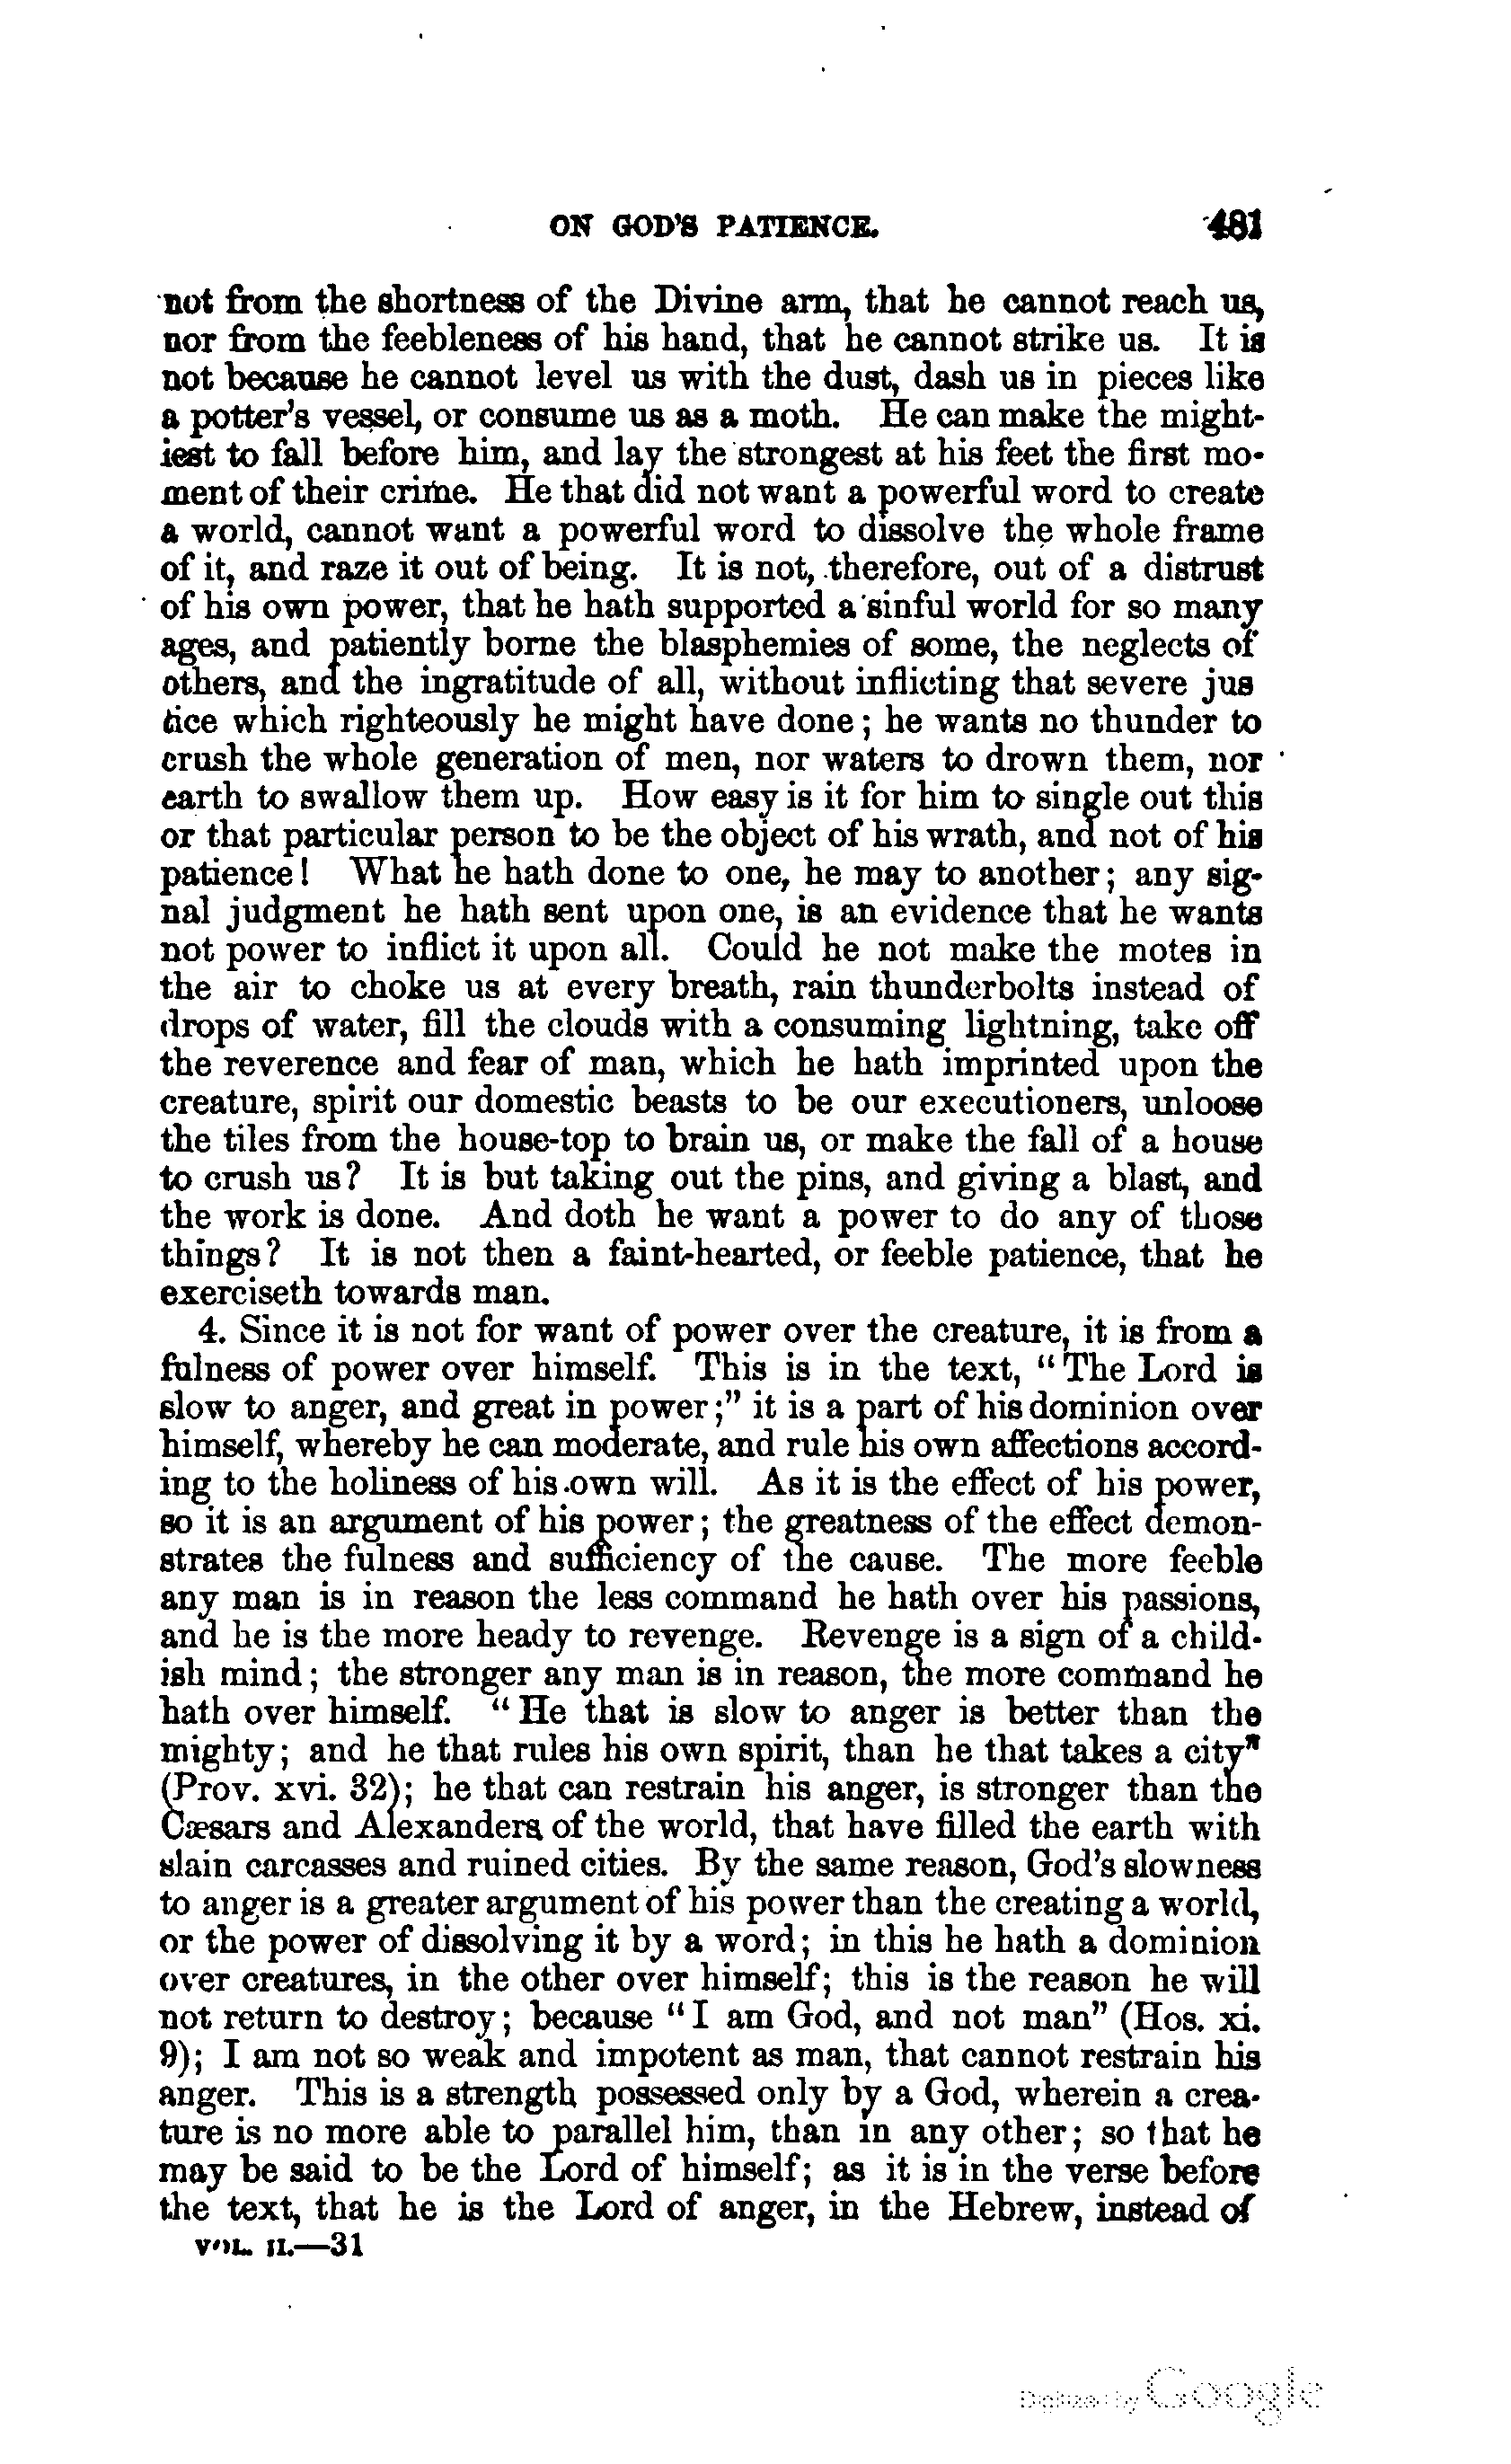 ON GOD'S PATIENCE. 481
not from the shortness of the Divine arm, that he cannot reach us,
nor from the feebleness of his hand, that he cannot strike us. It is
not because he cannot level us with the dust, dash us in pieces like
a potter's vessel, or consume us as a moth. He can make the might-
iest to fall before him, and lay the strongest at his feet the first mo-
ment of their crime. He that did not want a powerful word to create
a world, cannot want a powerful word to dissolve the whole frame
of it, and raze it out of being. It is not, therefore, out of a distrust
of his own power, that he hath supported a sinful world for so many
ages, and patiently borne the blasphemies of some, the neglects of
others, and the ingratitude of all, without inflicting that severe jus
tice which righteously he might have done; he wants no thunder to
crush the whole generation of men, nor waters to drown them, nor
earth to swallow them up. How easy is it for him to single out this
or that particular person to be the object of his wrath, and not of his
patience! What he hath done to one, he may to another; any sig-
nal judgment he hath sent upon one, is an evidence that he wants
not power to inflict it upon all. Could he not make the motes in
the air to choke us at every breath, rain thunderbolts instead of
drops of water, fill the clouds with a consuming lightning, take off
the reverence and fear of man, which he hath imprinted upon the
creature, spirit our domestic beasts to be our executioners, unloose
the tiles from the house-top to brain us, or make the fall of a house
to crush us? It is but taking out the pins, and giving a blast, and
the work is done. And doth he want a power to do any of those
things? It is not then a faint-hearted, or feeble patience, that he
exerciseth towards man.
4. Since it is not for want of power over the creature, it is from a
fulness of power over himself. This is in the text, "The Lord is
slow to anger, and great in power;" it is a part of his dominion over
himself, whereby he can moderate, and rule his own affections accord-
ing to the holiness of his own will. As it is the effect of his power,
so it is an argument of his power; the greatness of the effect demon-
strates the fulness and sufficiency of the cause. The more feeble
any man is in reason the less command he hath over his passions,
and he is the more heady to revenge. Revenge is a sign of a child-
ish mind; the stronger any man is in reason, the more command he
hath over himself. "He that is slow to anger is better than the
mighty; and he that rules his own spirit, than he that takes a city"
(Prov. xvi. 32); he that can restrain his anger, is stronger than the
Cæsars and Alexanders of the world, that have filled the earth with
slain carcasses and ruined cities. By the same reason, God's slowness
to anger is a greater argument of his power than the creating a world,
or the power of dissolving it by a word; in this he hath a dominion
over creatures, in the other over himself; this is the reason he will
not return to destroy; because "I am God, and not man" (Hos. xi.
9); I am not so weak and impotent as man, that cannot restrain his
anger. This is a strength possessed only by a God, wherein a crea-
ture is no more able to parallel him, than in any other; so that he
may be said to be the Lord of himself; as it is in the verse before
the text, that he is the Lord of anger, in the Hebrew, instead of
VOL. II.—31
Digitized by Google